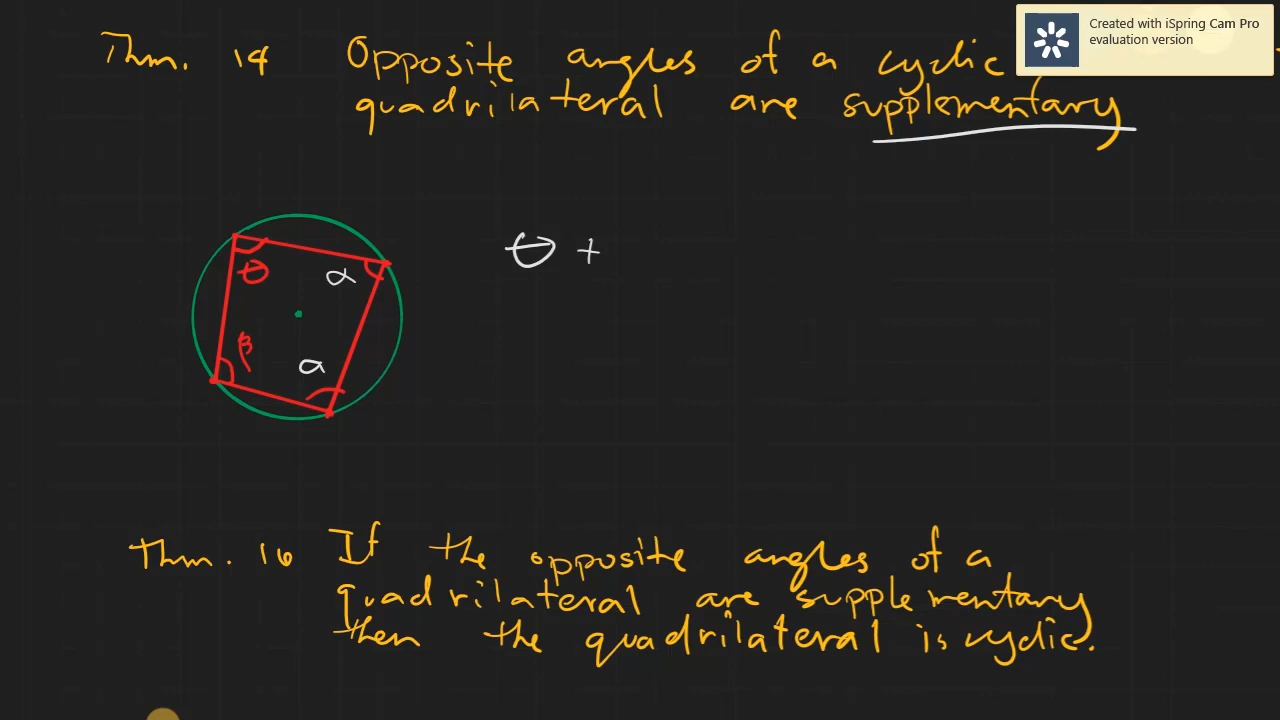 Created with iSpring Cam Pro
evaluation version
Thm. 14 Opposite angles of a cyclic
quadrilateral are supplementary
θ + 
θ α
β
a
Thm. 16 If the opposite angles of a
quadrilateral are supplementary
then the quadrilateral is cyclic.